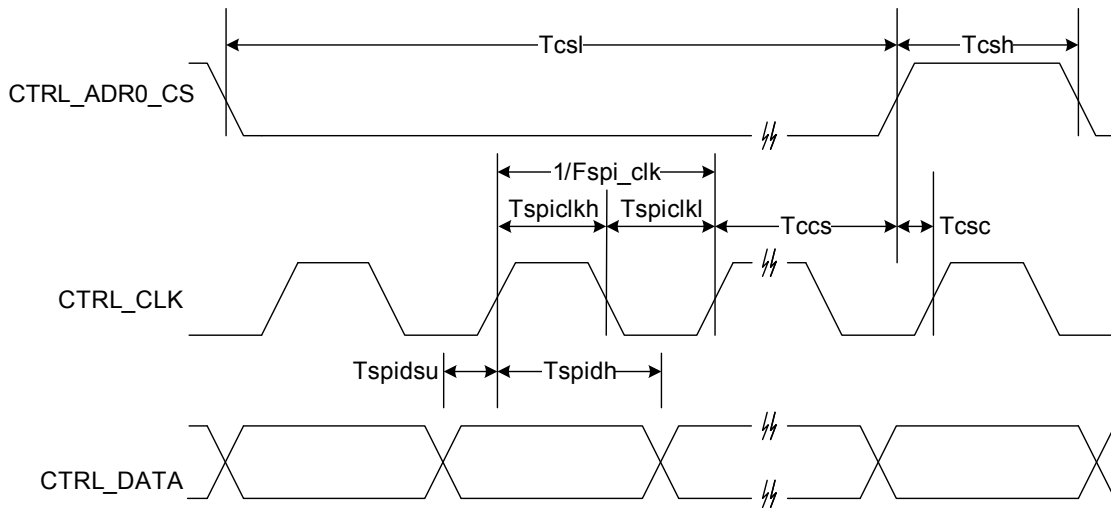 Tcsl
Tcsh
CTRL_ADR0_CS
1/Fspi_clk
Tspiclkh
Tspiclkl
Tccs
Tcsc
CTRL_CLK
Tspidsu
Tspidh
CTRL_DATA